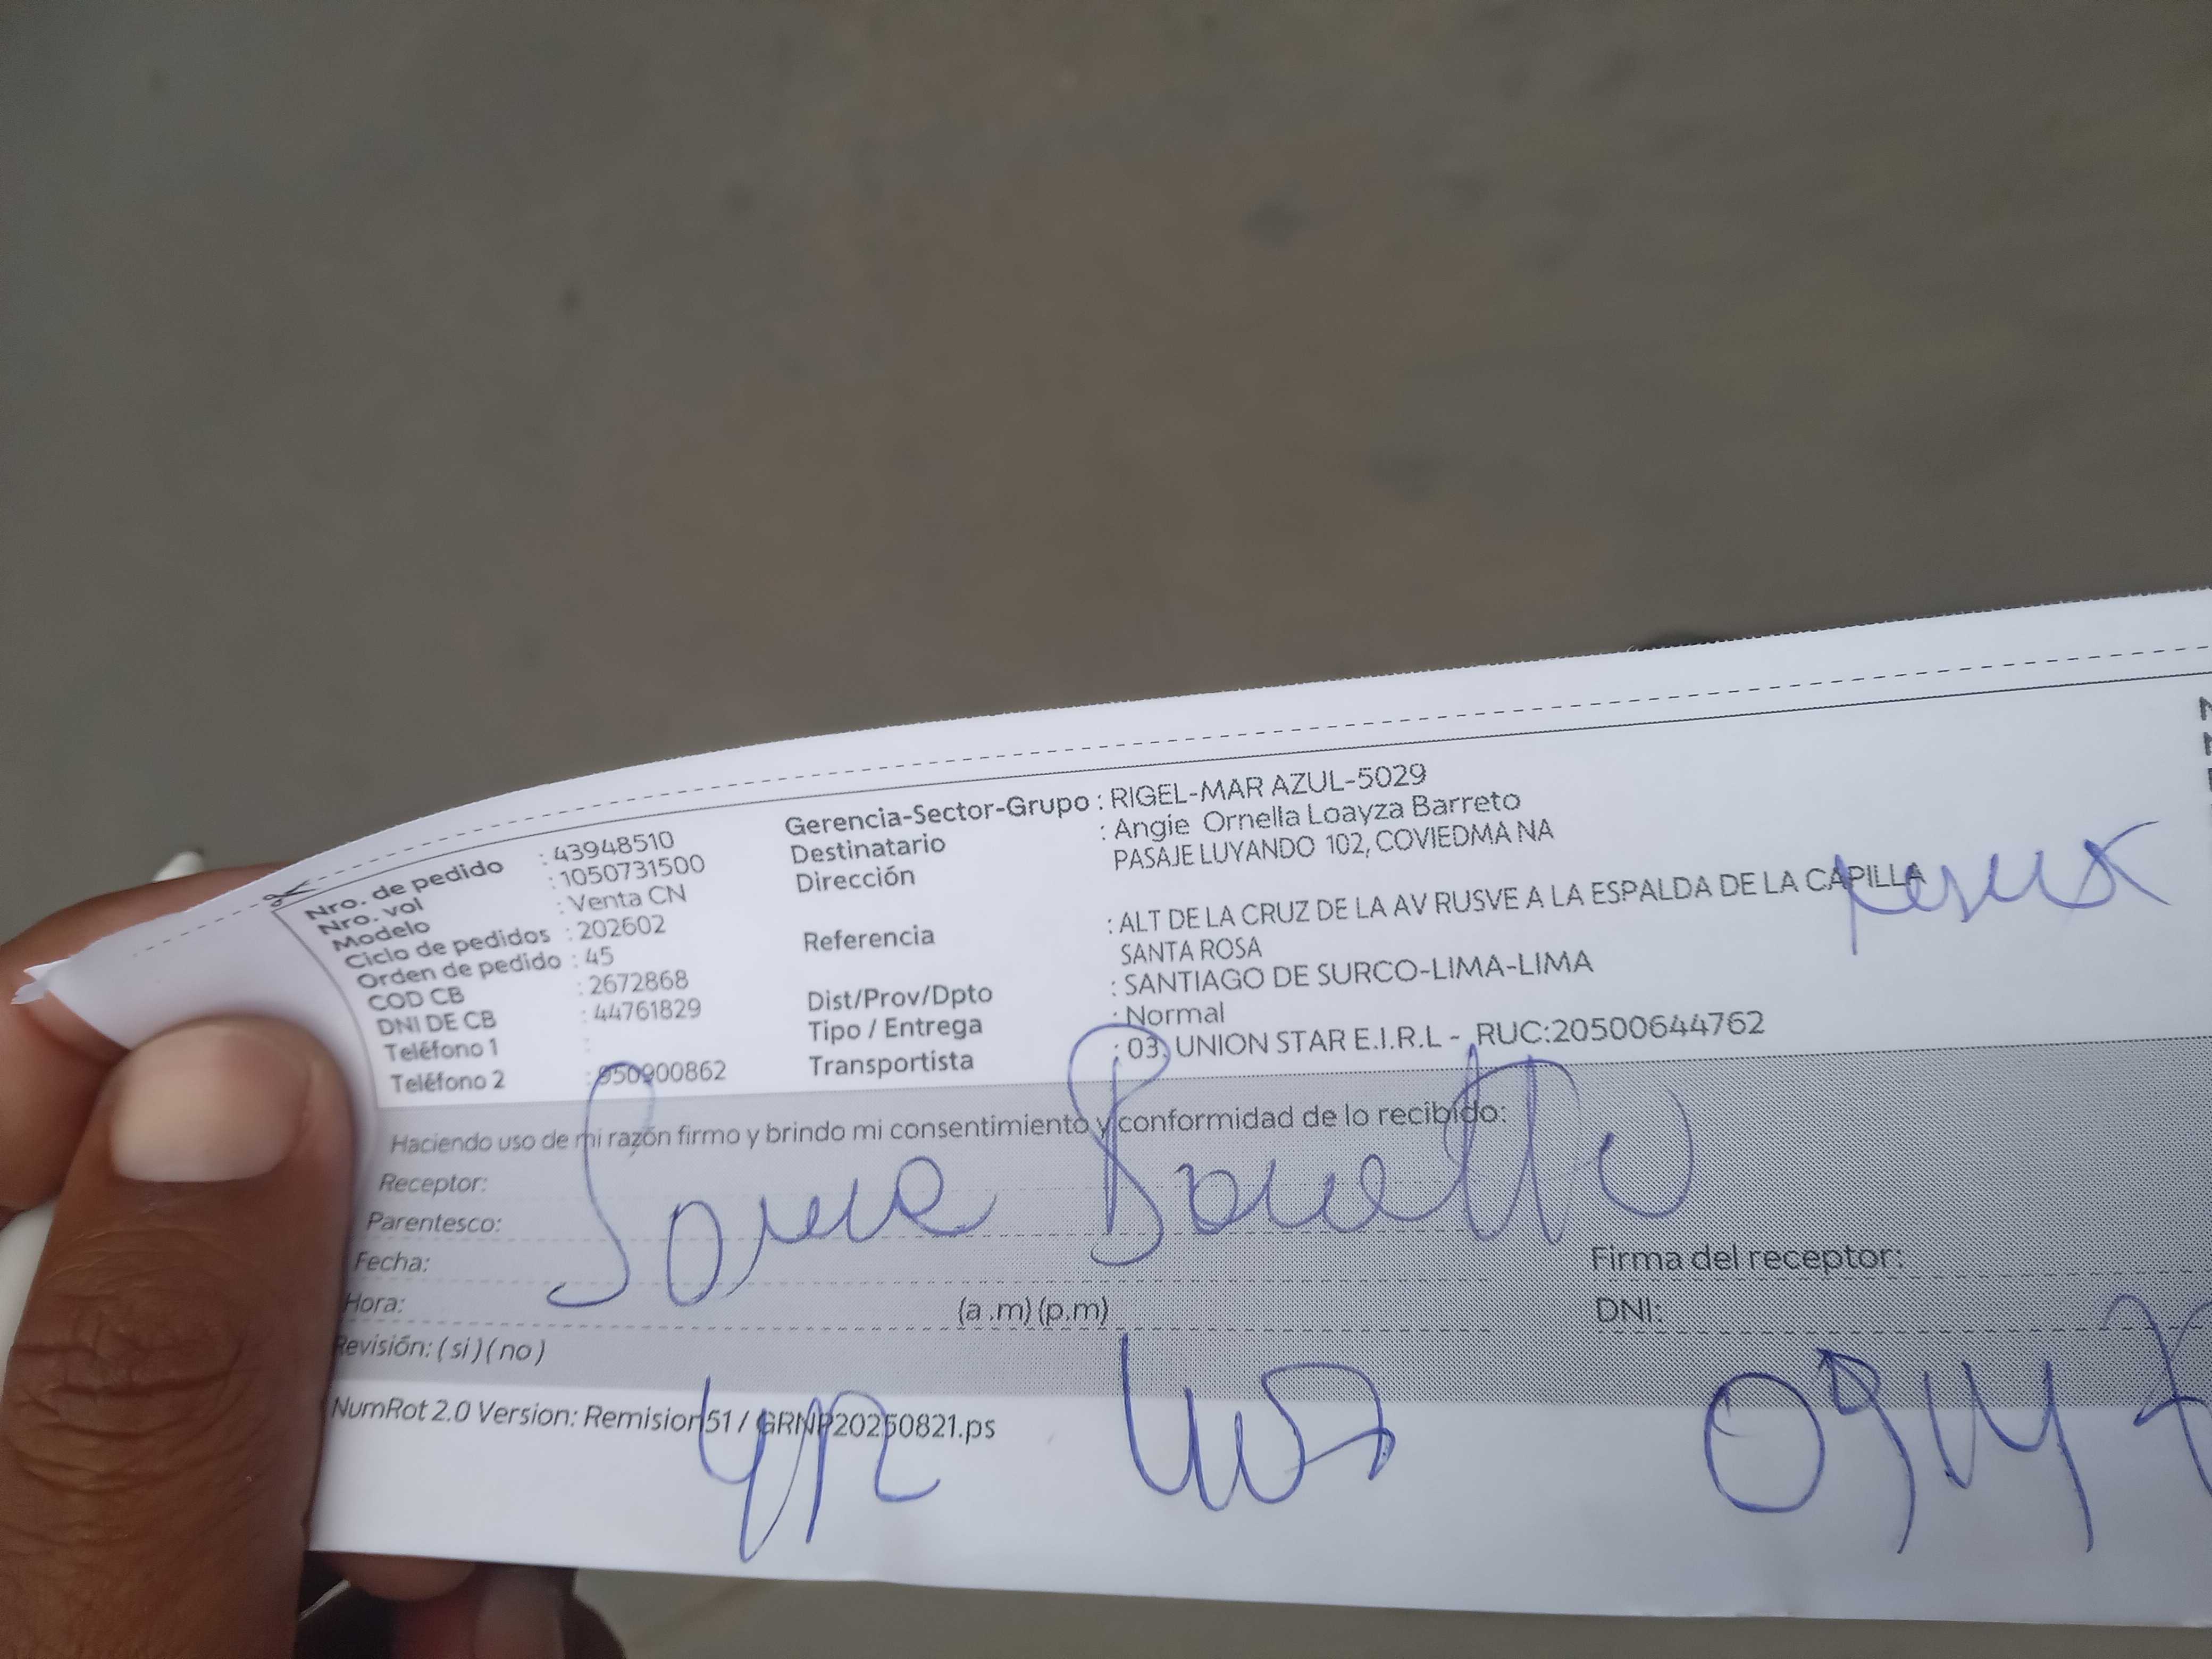 Nro. de pedido : 43948510
Nro. vol : 1050731500
Modelo : Venta CN
Ciclo de pedidos : 202602
Orden de pedido : 45
COD CB : 2672868
DNI DE CB : 44761829
Teléfono 1 :
Teléfono 2 : 950900862
Gerencia-Sector-Grupo : RIGEL-MAR AZUL-5029
Destinatario : Angie Ornella Loayza Barreto
Dirección PASAJE LUYANDO 102, COVIEDMA NA
Referencia : ALT DE LA CRUZ DE LA AV RUSVE A LA ESPALDA DE LA CAPILLA
SANTA ROSA
Dist/Prov/Dpto : SANTIAGO DE SURCO-LIMA-LIMA
Tipo / Entrega : Normal
Transportista : 03. UNION STAR E.I.R.L - RUC:20500644762
Haciendo uso de mi razón firmo y brindo mi consentimiento y conformidad de lo recibido:
Receptor:
Parentesco:
Fecha:
Firma del receptor:
Hora: (a .m) (p.m)
DNI:
Revisión: ( si ) ( no )
NumRot 2.0 Version: Remision51 / GRNP20250821.ps